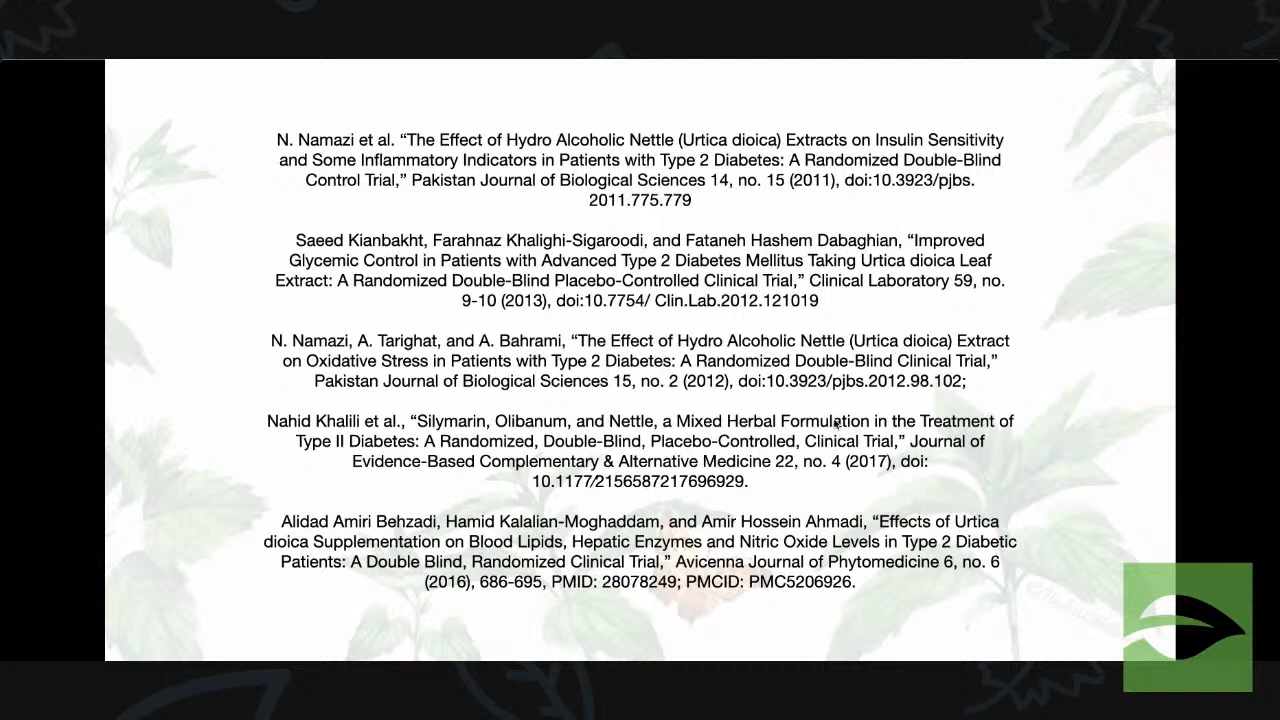 N. Namazi et al. “The Effect of Hydro Alcoholic Nettle (Urtica dioica) Extracts on Insulin Sensitivity
and Some Inflammatory Indicators in Patients with Type 2 Diabetes: A Randomized Double-Blind
Control Trial,” Pakistan Journal of Biological Sciences 14, no. 15 (2011), doi:10.3923/pjbs.
2011.775.779
Saeed Kianbakht, Farahnaz Khalighi-Sigaroodi, and Fataneh Hashem Dabaghian, “Improved
Glycemic Control in Patients with Advanced Type 2 Diabetes Mellitus Taking Urtica dioica Leaf
Extract: A Randomized Double-Blind Placebo-Controlled Clinical Trial,” Clinical Laboratory 59, no.
9-10 (2013), doi:10.7754/ Clin.Lab.2012.121019
N. Namazi, A. Tarighat, and A. Bahrami, “The Effect of Hydro Alcoholic Nettle (Urtica dioica) Extract
on Oxidative Stress in Patients with Type 2 Diabetes: A Randomized Double-Blind Clinical Trial,”
Pakistan Journal of Biological Sciences 15, no. 2 (2012), doi:10.3923/pjbs.2012.98.102;
Nahid Khalili et al., “Silymarin, Olibanum, and Nettle, a Mixed Herbal Formulation in the Treatment of
Type II Diabetes: A Randomized, Double-Blind, Placebo-Controlled, Clinical Trial,” Journal of
Evidence-Based Complementary & Alternative Medicine 22, no. 4 (2017), doi:
10.1177/2156587217696929.
Alidad Amiri Behzadi, Hamid Kalalian-Moghaddam, and Amir Hossein Ahmadi, “Effects of Urtica
dioica Supplementation on Blood Lipids, Hepatic Enzymes and Nitric Oxide Levels in Type 2 Diabetic
Patients: A Double Blind, Randomized Clinical Trial,” Avicenna Journal of Phytomedicine 6, no. 6
(2016), 686-695, PMID: 28078249; PMCID: PMC5206926.